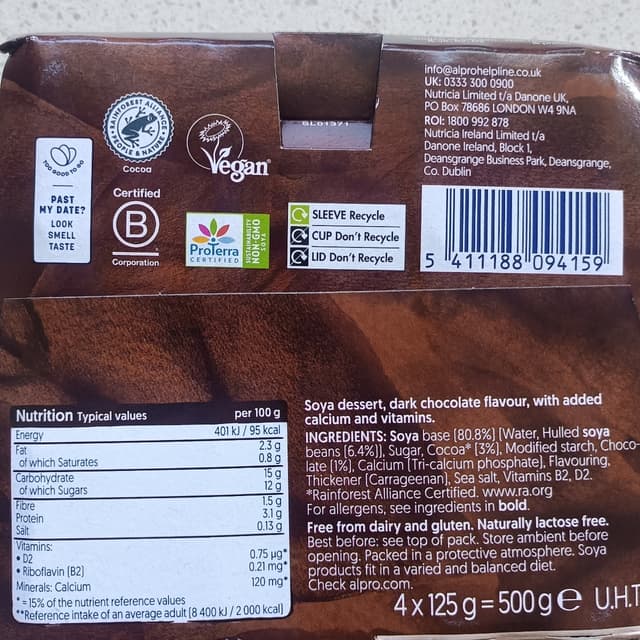 info@alprohelpline.co.uk
UK: 0333 300 0900
Nutricia Limited t/a Danone UK,
PO Box 78686 LONDON W4 9NA
ROI: 1800 992 878
Nutricia Ireland Limited t/a
Danone Ireland, Block 1,
Deansgrange Business Park, Deansgrange,
Co. Dublin
RAINFOREST ALLIANCE
PEOPLE & NATURE
Cocoa
Vegan
TOO GOOD TO GO
PAST
MY DATE?
LOOK
SMELL
TASTE
Certified
B
Corporation
ProTerra
CERTIFIED
SUSTAINABILITY
NON-GMO
SOYA
SLEEVE Recycle
CUP Don't Recycle
LID Don't Recycle
5 411188 094159
Nutrition Typical values per 100 g
Energy 401 kJ / 95 kcal
Fat 2.3 g
of which Saturates 0.8 g
Carbohydrate 15 g
of which Sugars 12 g
Fibre 1.5 g
Protein 3.1 g
Salt 0.13 g
Vitamins:
• D2 0.75 µg*
• Riboflavin (B2) 0.21 mg*
Minerals: Calcium 120 mg*
* = 15% of the nutrient reference values
**Reference intake of an average adult (8 400 kJ / 2 000 kcal)
Soya dessert, dark chocolate flavour, with added
calcium and vitamins.
INGREDIENTS: Soya base (80.8%) (Water, Hulled soya
beans (6.4%)), Sugar, Cocoa* (3%), Modified starch, Choco-
late (1%), Calcium (Tri-calcium phosphate), Flavouring,
Thickener (Carrageenan), Sea salt, Vitamins B2, D2.
*Rainforest Alliance Certified. www.ra.org
For allergens, see ingredients in bold.
Free from dairy and gluten. Naturally lactose free.
Best before: see top of pack. Store ambient before
opening. Packed in a protective atmosphere. Soya
products fit in a varied and balanced diet.
Check alpro.com.
4 x 125 g = 500 g e U.H.T